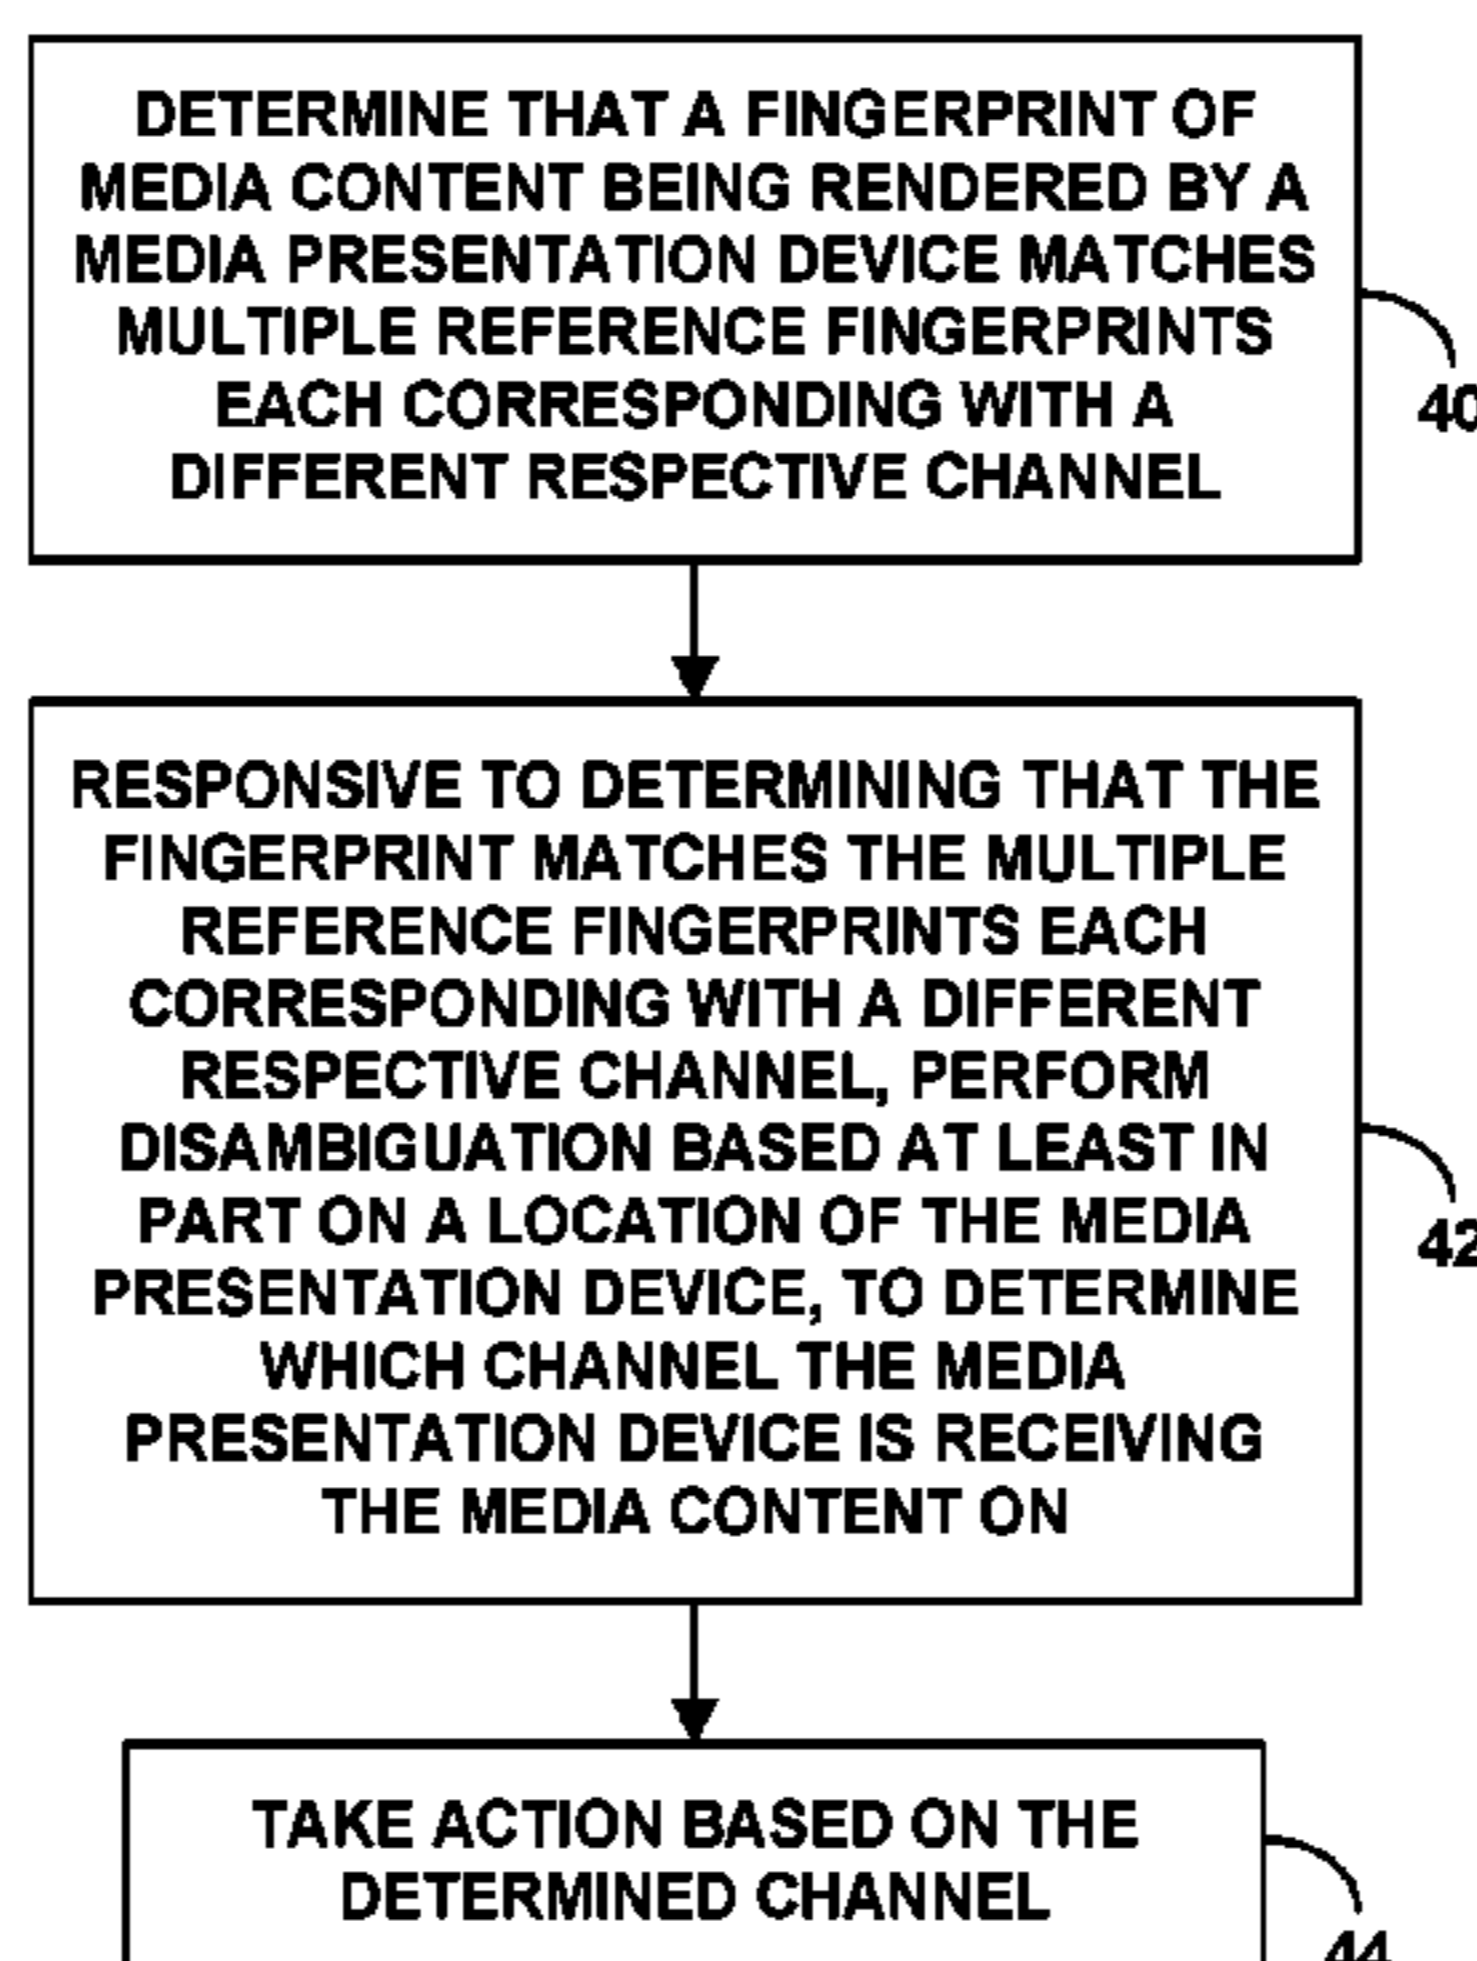 DETERMINE THAT A FINGERPRINT OF
MEDIA CONTENT BEING RENDERED BY A
MEDIA PRESENTATION DEVICE MATCHES
MULTIPLE REFERENCE FINGERPRINTS
EACH CORRESPONDING WITH A
DIFFERENT RESPECTIVE CHANNEL
40
RESPONSIVE TO DETERMINING THAT THE
FINGERPRINT MATCHES THE MULTIPLE
REFERENCE FINGERPRINTS EACH
CORRESPONDING WITH A DIFFERENT
RESPECTIVE CHANNEL, PERFORM
DISAMBIGUATION BASED AT LEAST IN
PART ON A LOCATION OF THE MEDIA
PRESENTATION DEVICE, TO DETERMINE
WHICH CHANNEL THE MEDIA
PRESENTATION DEVICE IS RECEIVING
THE MEDIA CONTENT ON
42
TAKE ACTION BASED ON THE
DETERMINED CHANNEL
44